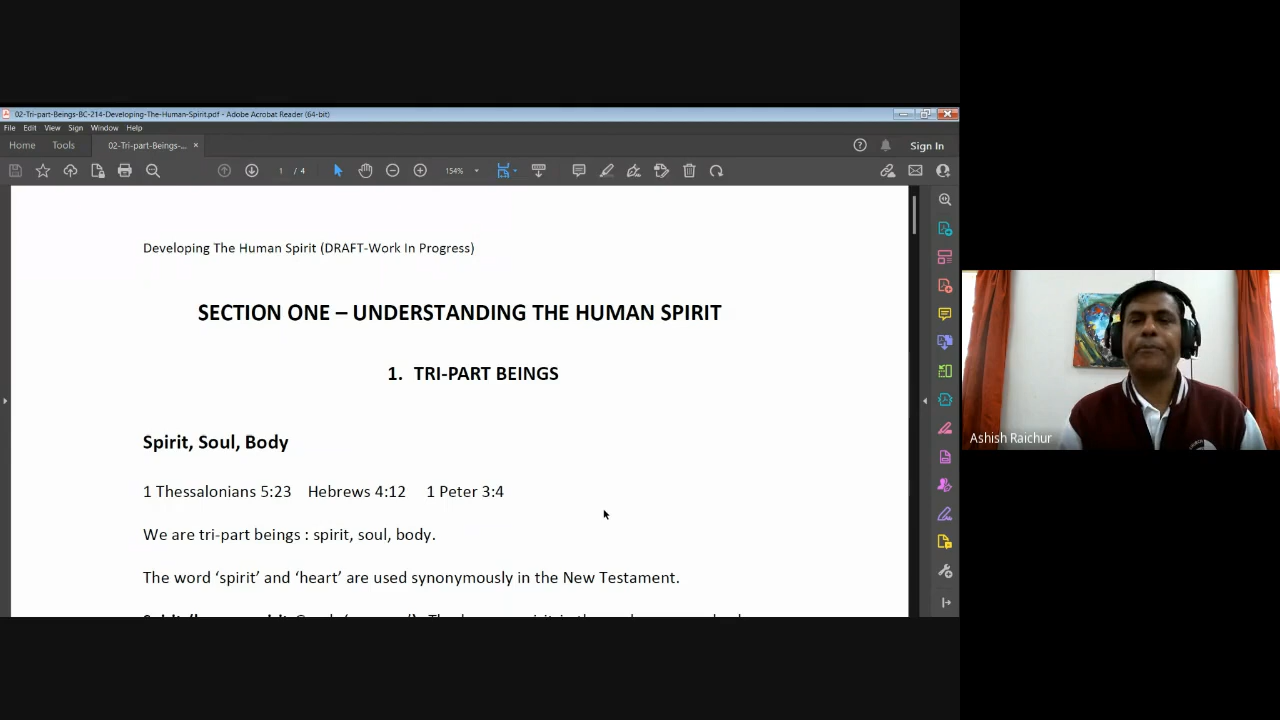 02-Tri-part-Beings-BC-214-Developing-The-Human-Spirit.pdf - Adobe Acrobat Reader (64-bit)
File Edit View Sign Window Help
Home Tools 02-Tri-part-Beings-... × Sign In
1 / 4 154%
Developing The Human Spirit (DRAFT-Work In Progress)
SECTION ONE – UNDERSTANDING THE HUMAN SPIRIT
1. TRI-PART BEINGS
Spirit, Soul, Body
1 Thessalonians 5:23 Hebrews 4:12 1 Peter 3:4
We are tri-part beings : spirit, soul, body.
The word ‘spirit’ and ‘heart’ are used synonymously in the New Testament.
Ashish Raichur